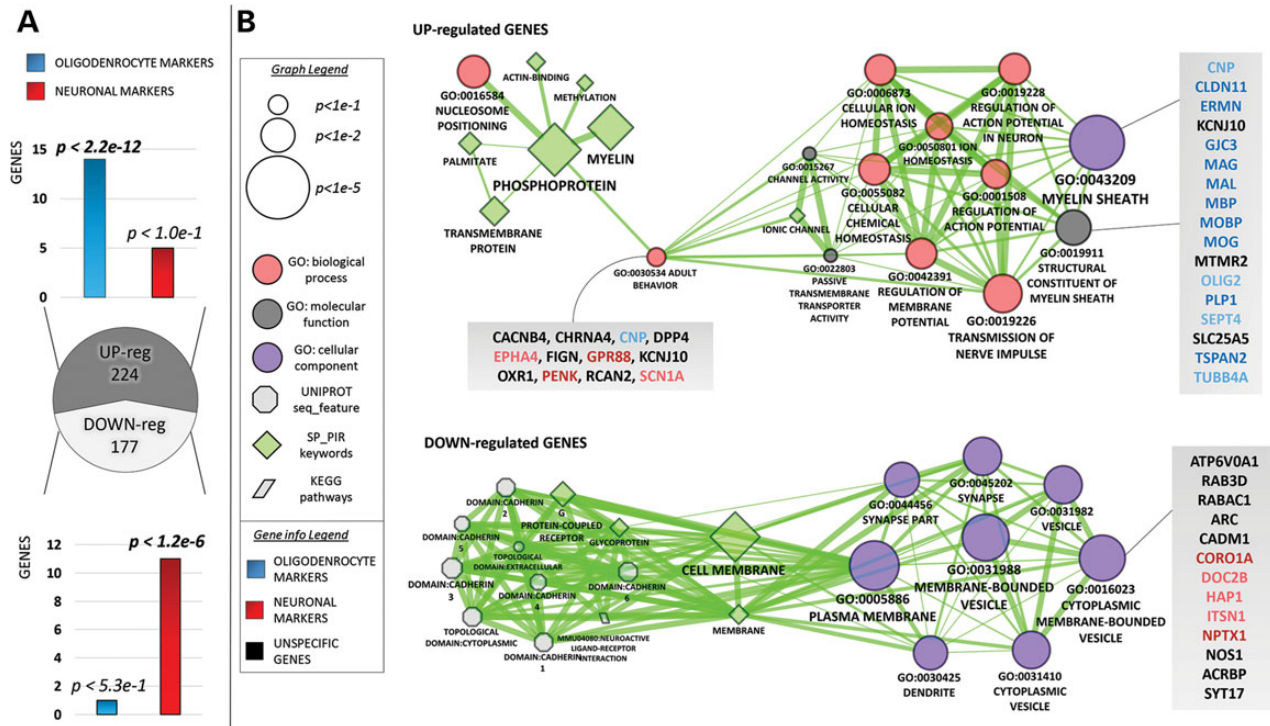 A
OLIGODENROCYTE MARKERS
NEURONAL MARKERS
GENES
15
10
5
0
p < 2.2e-12
p < 1.0e-1
UP-reg
224
DOWN-reg
177
GENES
12
10
8
6
4
2
0
p < 5.3e-1
p < 1.2e-6
B
Graph Legend
p<1e-1
p<1e-2
p<1e-5
GO: biological
process
GO: molecular
function
GO: cellular
component
UNIPROT
seq_feature
SP_PIR
keywords
KEGG
pathways
Gene info Legend
OLIGODENROCYTE
MARKERS
NEURONAL
MARKERS
UNSPECIFIC
GENES
UP-regulated GENES
GO:0016584
NUCLEOSOME
POSITIONING
ACTIN-BINDING
METHYLATION
PALMITATE
MYELIN
PHOSPHOPROTEIN
TRANSMEMBRANE
PROTEIN
GO:0030534 ADULT
BEHAVIOR
CACNB4, CHRNA4, CNP, DPP4
EPHA4, FIGN, GPR88, KCNJ10
OXR1, PENK, RCAN2, SCN1A
GO:0006873
CELLULAR ION
HOMEOSTASIS
GO:0019228
REGULATION OF
ACTION POTENTIAL
IN NEURON
GO:0050801 ION
HOMEOSTASIS
GO:0015267
CHANNEL ACTIVITY
GO:0055082
CELLULAR
CHEMICAL
HOMEOSTASIS
GO:0001508
REGULATION OF
ACTION POTENTIAL
GO:0043209
MYELIN SHEATH
IONIC CHANNEL
GO:0022803
PASSIVE
TRANSMEMBRANE
TRANSPORTER
ACTIVITY
GO:0042391
REGULATION OF
MEMBRANE
POTENTIAL
GO:0019911
STRUCTURAL
CONSTITUENT OF
MYELIN SHEATH
GO:0019226
TRANSMISSION OF
NERVE IMPULSE
CNP
CLDN11
ERMN
KCNJ10
GJC3
MAG
MAL
MBP
MOBP
MOG
MTMR2
OLIG2
PLP1
SEPT4
SLC25A5
TSPAN2
TUBB4A
DOWN-regulated GENES
DOMAIN:CADHERIN
2
G
PROTEIN-COUPLED
RECEPTOR
DOMAIN:CADHERIN
5
GLYCOPROTEIN
TOPOLOGICAL
DOMAIN:EXTRACELLULAR
DOMAIN:CADHERIN
3
DOMAIN:CADHERIN
4
DOMAIN:CADHERIN
6
TOPOLOGICAL
DOMAIN:CYTOPLASMIC
DOMAIN:CADHERIN
1
MMU04080:NEUROACTIVE
LIGAND-RECEPTOR
INTERACTION
CELL MEMBRANE
MEMBRANE
GO:0044456
SYNAPSE PART
GO:0045202
SYNAPSE
GO:0031982
VESICLE
GO:0005886
PLASMA MEMBRANE
GO:0031988
MEMBRANE-BOUNDED
VESICLE
GO:0016023
CYTOPLASMIC
MEMBRANE-BOUNDED
VESICLE
GO:0030425
DENDRITE
GO:0031410
CYTOPLASMIC
VESICLE
ATP6V0A1
RAB3D
RABAC1
ARC
CADM1
CORO1A
DOC2B
HAP1
ITSN1
NPTX1
NOS1
ACRBP
SYT17